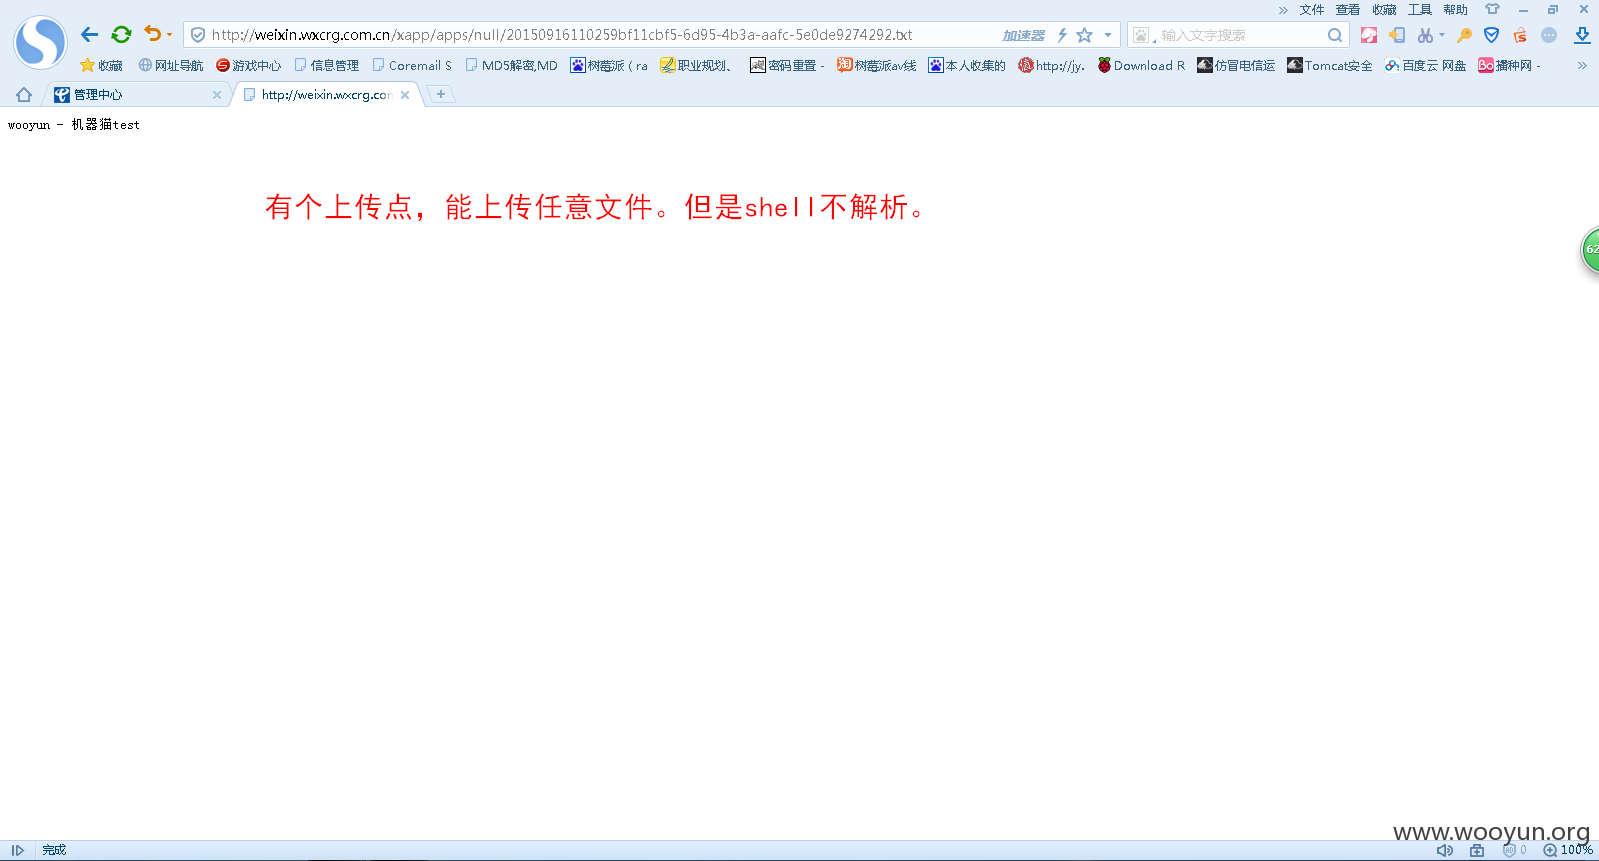 » 文件 查看 收藏 工具 帮助
http://weixin.wxcrg.com.cn/xapp/apps/null/20150916110259bf11cbf5-6d95-4b3a-aafc-5e0de9274292.txt 加速器 输入文字搜索
收藏 网址导航 游戏中心 信息管理 Coremail S MD5解密,MD 树莓派 ( ra 职业规划、 密码重置 - 树莓派av线 本人收集的 http://jy. Download R 仿冒电信运 Tomcat安全 百度云 网盘 播种网 - »
管理中心 http://weixin.wxcrg.con
wooyun - 机器猫test
有个上传点，能上传任意文件。但是shell不解析。
62
www.wooyun.org
完成 0 100%